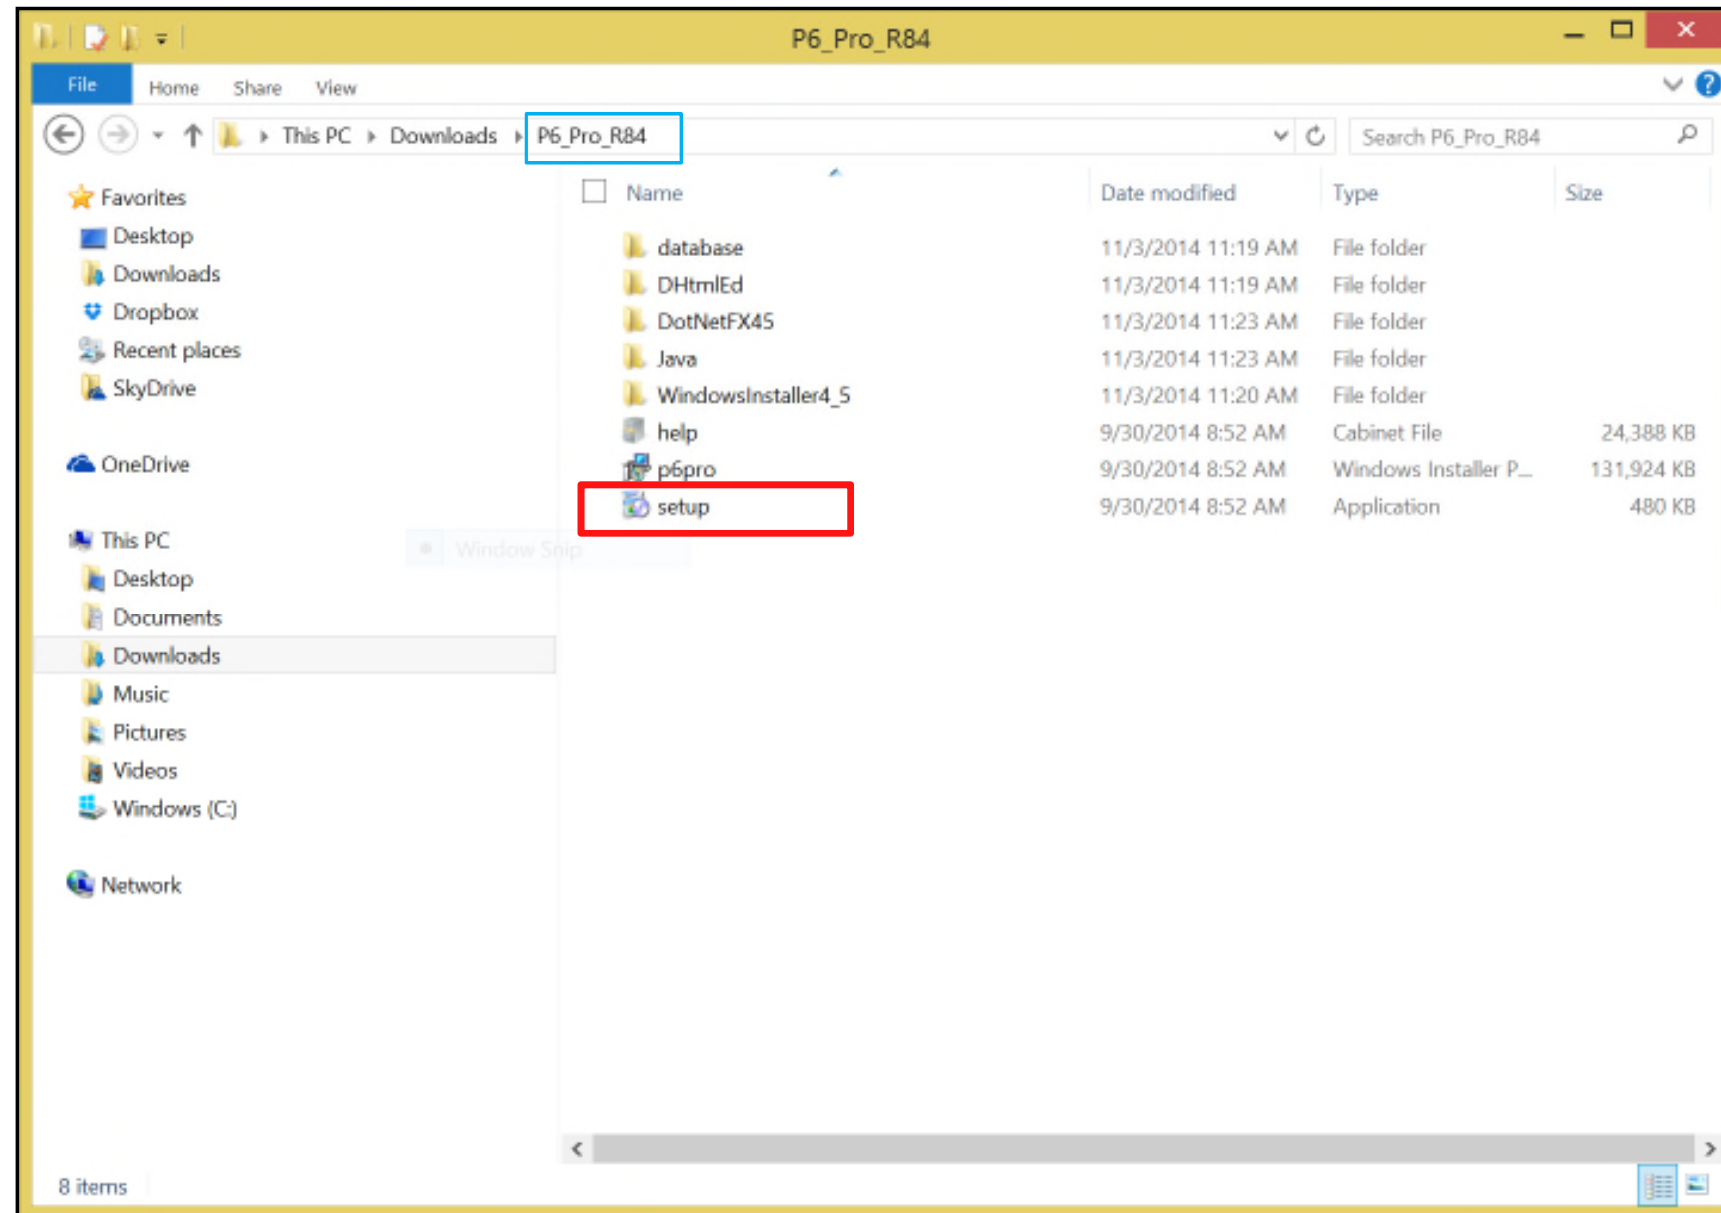 P6_Pro_R84
File Home Share View
This PC Downloads P6_Pro_R84 Search P6_Pro_R84
Favorites
Desktop
Downloads
Dropbox
Recent places
SkyDrive
OneDrive
This PC
Desktop
Documents
Downloads
Music
Pictures
Videos
Windows (C:)
Network
Name Date modified Type Size
database 11/3/2014 11:19 AM File folder
DHtmlEd 11/3/2014 11:19 AM File folder
DotNetFX45 11/3/2014 11:23 AM File folder
Java 11/3/2014 11:23 AM File folder
WindowsInstaller4_5 11/3/2014 11:20 AM File folder
help 9/30/2014 8:52 AM Cabinet File 24,388 KB
p6pro 9/30/2014 8:52 AM Windows Installer P... 131,924 KB
setup 9/30/2014 8:52 AM Application 480 KB
Window Snip
8 items